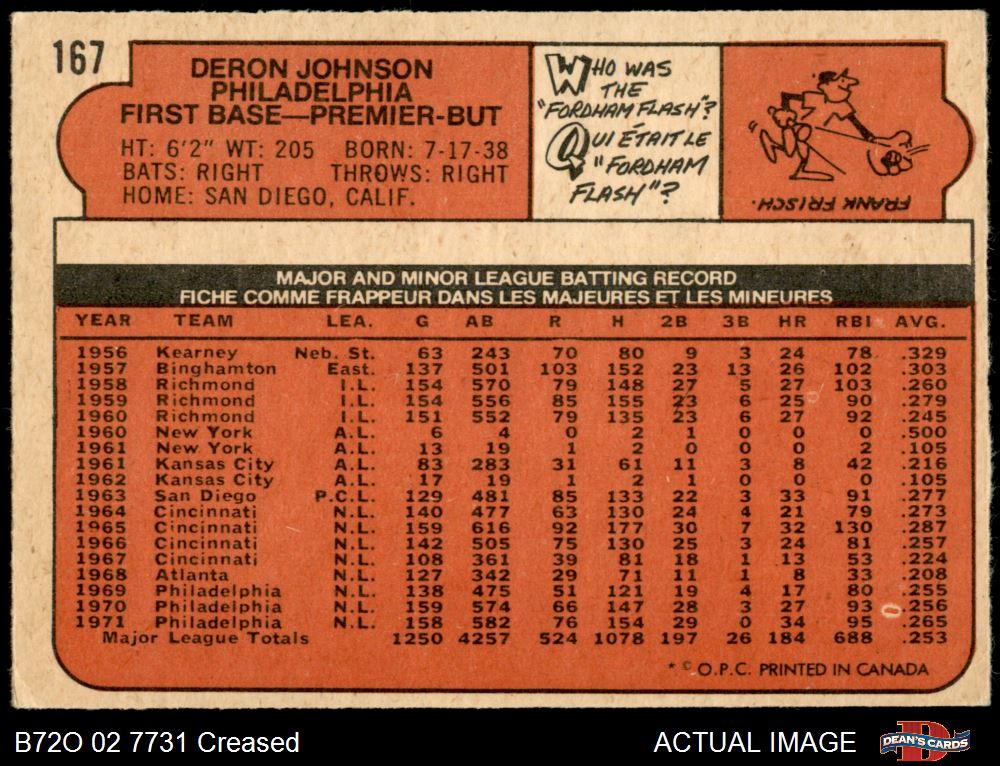 167
DERON JOHNSON
PHILADELPHIA
FIRST BASE—PREMIER-BUT
HT: 6'2" WT: 205 BORN: 7-17-38
BATS: RIGHT THROWS: RIGHT
HOME: SAN DIEGO, CALIF.
WHO WAS
THE
"FORDHAM FLASH"?
QUI ÉTAIT LE
"FORDHAM
FLASH"?
FRANK FRISCH.
MAJOR AND MINOR LEAGUE BATTING RECORD
FICHE COMME FRAPPEUR DANS LES MAJEURES ET LES MINEURES
YEAR TEAM LEA. G AB R H 2B 3B HR RBI AVG.
1956 Kearney Neb. St. 63 243 70 80 9 3 24 78 .329
1957 Binghamton East. 137 501 103 152 23 13 26 102 .303
1958 Richmond I.L. 154 570 79 148 27 5 27 103 .260
1959 Richmond I.L. 154 556 85 155 23 6 25 90 .279
1960 Richmond I.L. 151 552 79 135 23 6 27 92 .245
1960 New York A.L. 6 4 0 2 1 0 0 0 .500
1961 New York A.L. 13 19 1 2 0 0 0 2 .105
1961 Kansas City A.L. 83 283 31 61 11 3 8 42 .216
1962 Kansas City A.L. 17 19 1 2 1 0 0 0 .105
1963 San Diego P.C.L. 129 481 85 133 22 3 33 91 .277
1964 Cincinnati N.L. 140 477 63 130 24 4 21 79 .273
1965 Cincinnati N.L. 159 616 92 177 30 7 32 130 .287
1966 Cincinnati N.L. 142 505 75 130 25 3 24 81 .257
1967 Cincinnati N.L. 108 361 39 81 18 1 13 53 .224
1968 Atlanta N.L. 127 342 29 71 11 1 8 33 .208
1969 Philadelphia N.L. 138 475 51 121 19 4 17 80 .255
1970 Philadelphia N.L. 159 574 66 147 28 3 27 93 .256
1971 Philadelphia N.L. 158 582 76 154 29 0 34 95 .265
Major League Totals 1250 4257 524 1078 197 26 184 688 .253
* © O.P.C. PRINTED IN CANADA
B72O 02 7731 Creased
ACTUAL IMAGE
DEAN'S CARDS